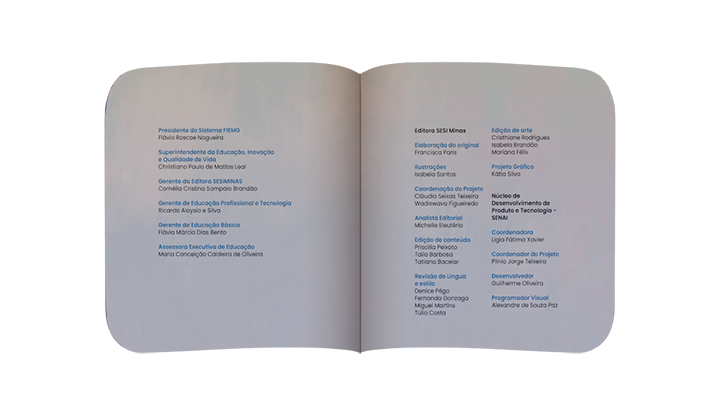 Presidente do Sistema FIEMG
Flávio Roscoe Nogueira
Superintendente da Educação, Inovação
e Qualidade de Vida
Christiano Paulo de Mattos Leal
Gerente da Editora SESIMINAS
Cornélia Cristina Sampaio Brandão
Gerente de Educação Profissional e Tecnologia
Ricardo Aloysio e Silva
Gerente de Educação Básica
Flávia Márcia Dias Bento
Assessora Executiva de Educação
Maria Conceição Caldeira de Oliveira
Editora SESI Minas
Elaboração do original
Francisca Paris
Ilustrações
Isabela Santos
Coordenação do Projeto
Cláudia Seixas Teixeira
Wadiswava Figueiredo
Analista Editorial
Michelle Eleutério
Edição de conteúdo
Priscilla Peixoto
Taila Barbosa
Tatiana Bacelar
Revisão de Língua
e estilo
Denice Pêgo
Fernanda Gonzaga
Miguel Martins
Túlio Costa
Edição de arte
Cristhiane Rodrigues
Isabela Brandão
Mariana Félix
Projeto Gráfico
Kátia Silva
Núcleo de
Desenvolvimento de
Produto e Tecnologia -
SENAI
Coordenadora
Ligia Fátima Xavier
Coordenador do Projeto
Plínio Jorge Teixeira
Desenvolvedor
Guilherme Oliveira
Programador Visual
Alexandre de Souza Paz